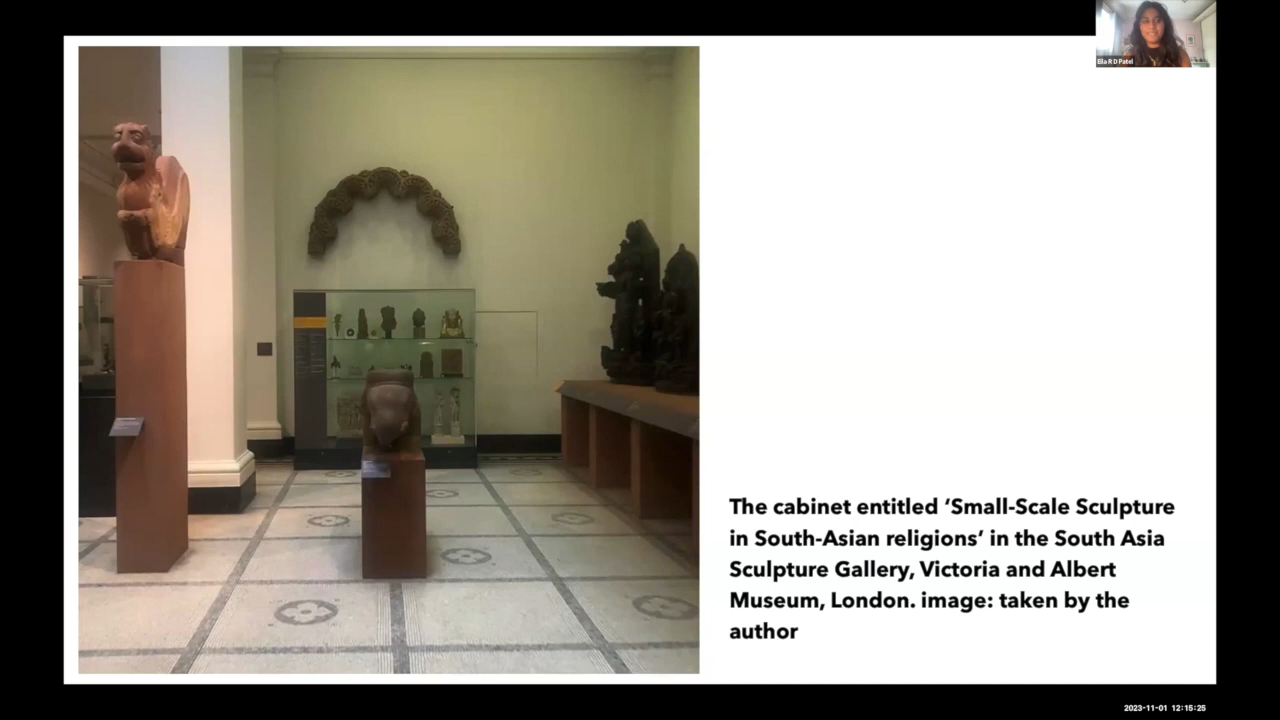 Ella R D Patel
The cabinet entitled ‘Small-Scale Sculpture
in South-Asian religions’ in the South Asia
Sculpture Gallery, Victoria and Albert
Museum, London. image: taken by the
author
2023-11-01 12:15:25